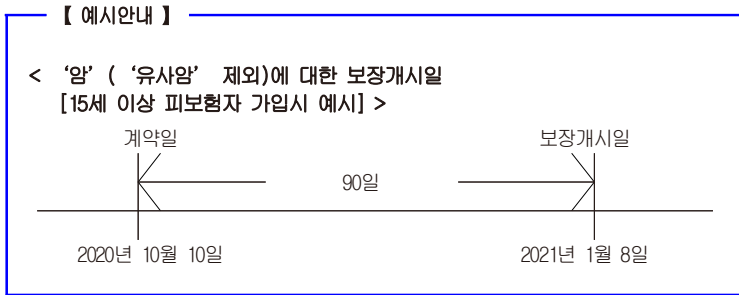 【 예시안내 】
< ‘암’ ( ‘유사암’ 제외)에 대한 보장개시일
[15세 이상 피보험자 가입시 예시] >
계약일 보장개시일
90일
2020년 10월 10일 2021년 1월 8일